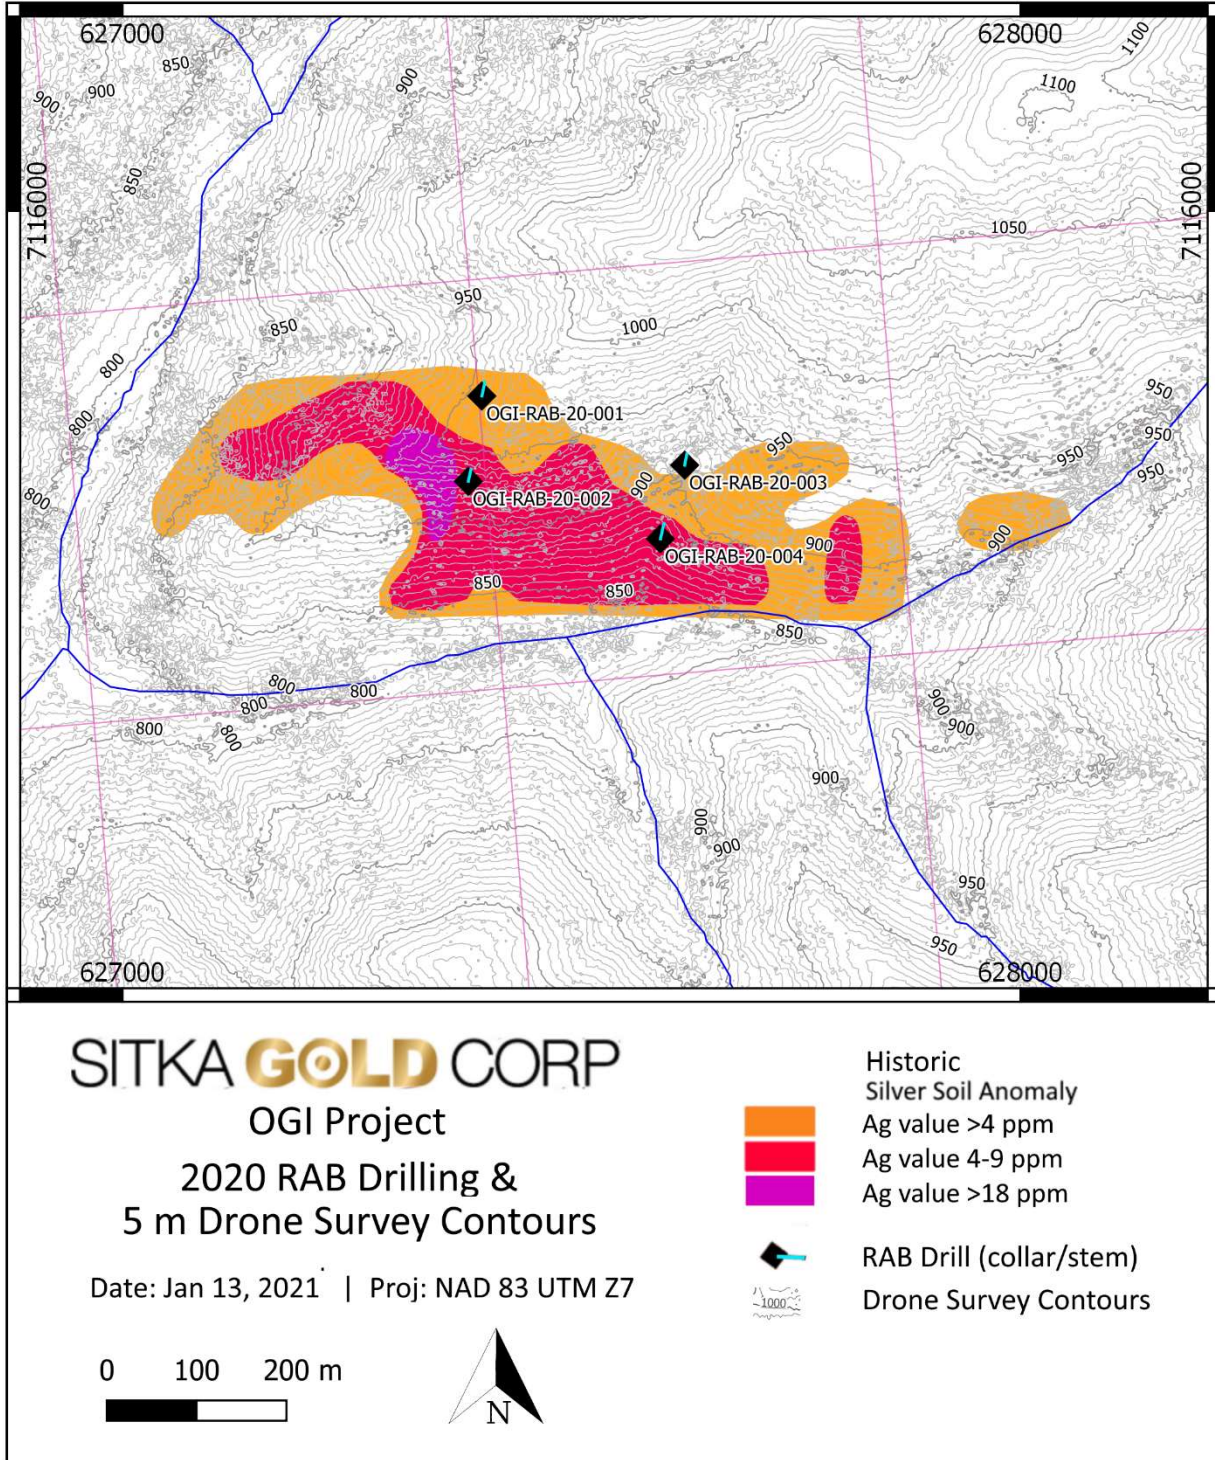 627000
628000
850
900
1100
900
900
1100
850
7116000
7116000
1050
950
1000
850
800
950
800
950
950
950
OGI-RAB-20-001
900
OGI-RAB-20-003
800
OGI-RAB-20-002
900
900
OGI-RAB-20-004
850
850
850
800
800
800
800
800
900
900
900
900
900
950
950
627000
628000
SITKA GOLD CORP
OGI Project
2020 RAB Drilling &
5 m Drone Survey Contours
Date: Jan 13, 2021 | Proj: NAD 83 UTM Z7
0 100 200 m
N
Historic
Silver Soil Anomaly
Ag value >4 ppm
Ag value 4-9 ppm
Ag value >18 ppm
RAB Drill (collar/stem)
1000
Drone Survey Contours